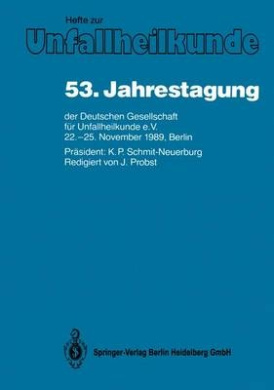 Hefte zur
Unfallheilkunde
53. Jahrestagung
der Deutschen Gesellschaft
für Unfallheilkunde e.V.
22.–25. November 1989, Berlin
Präsident: K. P. Schmit-Neuerburg
Redigiert von J. Probst
Springer-Verlag Berlin Heidelberg GmbH